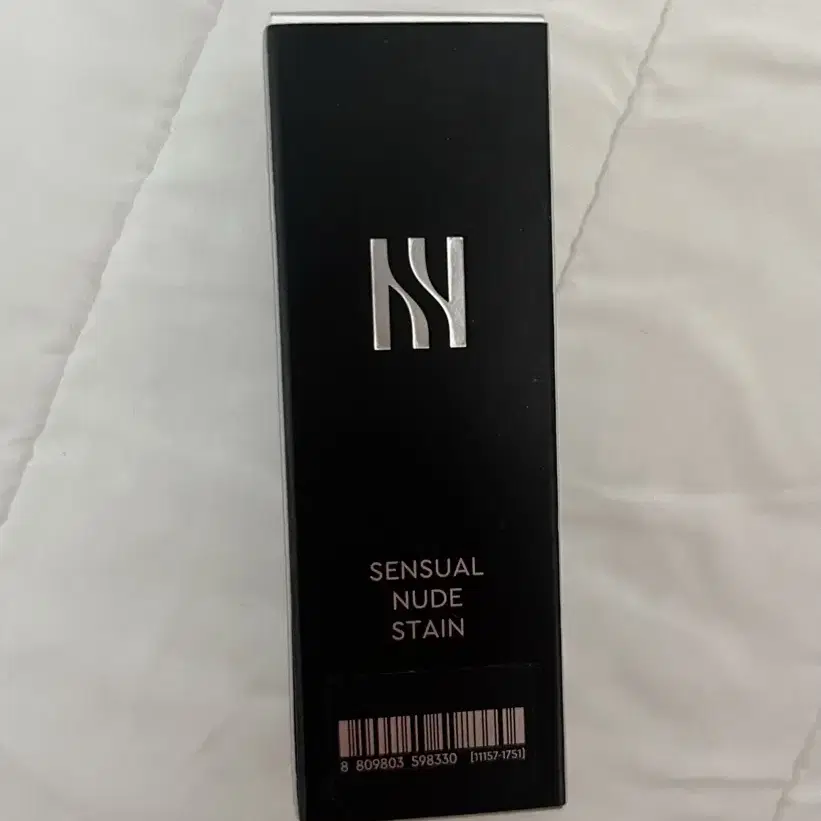 SENSUAL
NUDE
STAIN
8 809803 598330 [11157-1751]